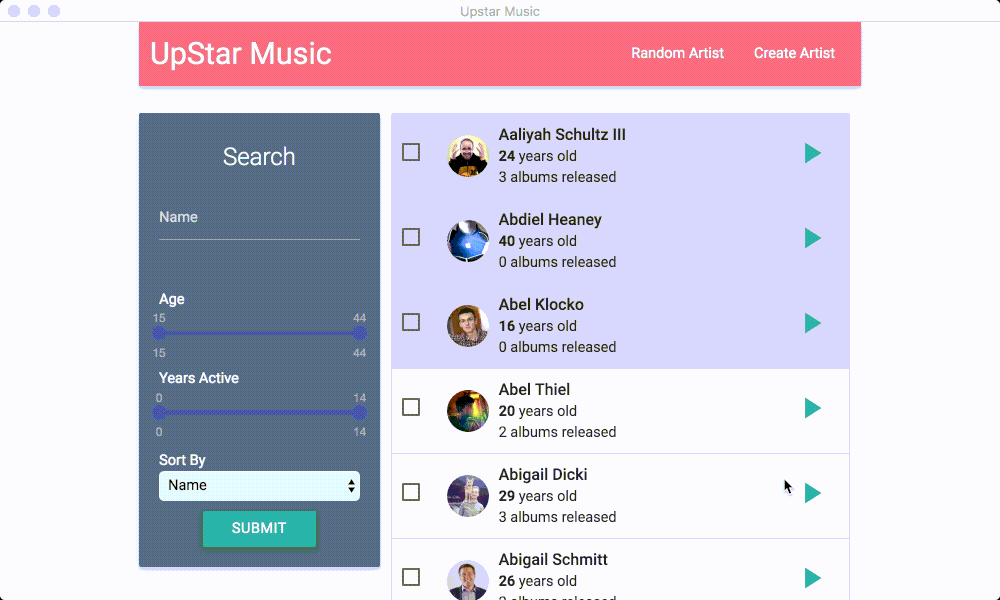 Upstar Music
UpStar Music
Random Artist
Create Artist
Search
Name
Age
15 44
15 44
Years Active
0 14
0 14
Sort By
Name
SUBMIT
Aaliyah Schultz III
24 years old
3 albums released
Abdiel Heaney
40 years old
0 albums released
Abel Klocko
16 years old
0 albums released
Abel Thiel
20 years old
2 albums released
Abigail Dicki
29 years old
3 albums released
Abigail Schmitt
26 years old
albums released